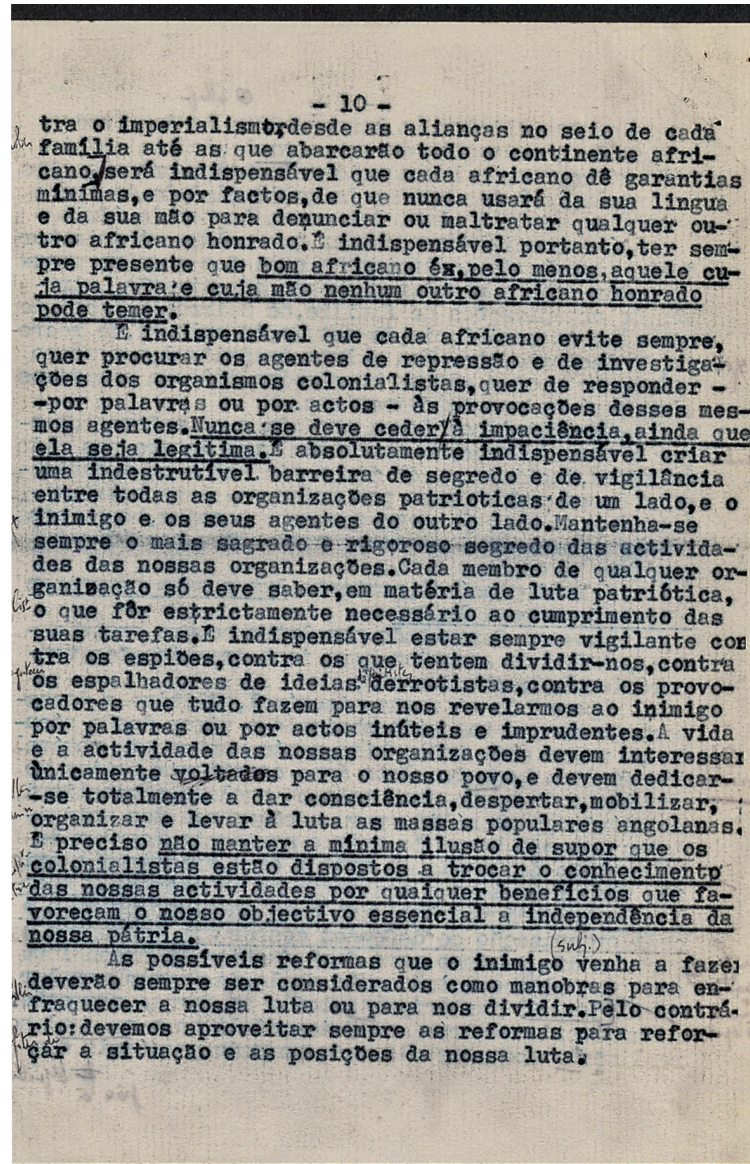 - 10 -
tra o imperialismo,desde as alianças no seio de cada
família até as que abarcarão todo o continente afri-
cano,será indispensável que cada africano dê garantias
mínimas,e por factos,de que nunca usará da sua lingua
e da sua mão para denunciar ou maltratar qualquer ou-
tro africano honrado.É indispensável portanto,ter sem-
pre presente que bom africano éx,pelo menos,aquele cu-
ja palavra e cuja mão nenhum outro africano honrado
pode temer.
É indispensável que cada africano evite sempre,
quer procurar os agentes de repressão e de investiga-
ções dos organismos colonialistas,quer de responder -
-por palavras ou por actos - às provocações desses mes-
mos agentes.Nunca se deve ceder à impaciência,ainda que
ela seja legitima.É absolutamente indispensável criar
uma indestrutível barreira de segredo e de vigilância
entre todas as organizações patrioticas de um lado,e o
inimigo e os seus agentes do outro lado.Mantenha-se
sempre o mais sagrado e rigoroso segredo das activida-
des das nossas organizações.Cada membro de qualquer or-
ganização só deve saber,em matéria de luta patriótica,
o que fôr estrictamente necessário ao cumprimento das
suas tarefas.É indispensável estar sempre vigilante con
tra os espiões,contra os que tentem dividir-nos,contra
os espalhadores de ideias derrotistas,contra os provo-
cadores que tudo fazem para nos revelarmos ao inimigo
por palavras ou por actos inúteis e imprudentes.A vida
e a actividade das nossas organizações devem interessar
ùnicamente voltados para o nosso povo,e devem dedicar-
-se totalmente a dar consciência,despertar,mobilizar,
organizar e levar à luta as massas populares angolanas.
É preciso não manter a mínima ilusão de supor que os
colonialistas estão dispostos a trocar o conhecimento
das nossas actividades por quaiquer benefícios que fa-
voreçam o nosso objectivo essencial a independência da
nossa pátria.
(subj.)
As possíveis reformas que o inimigo venha a fazer
deverão sempre ser considerados como manobras para en-
fraquecer a nossa luta ou para nos dividir.Pelo contrá-
rio:devemos aproveitar sempre as reformas para refor-
çar a situação e as posições da nossa luta.